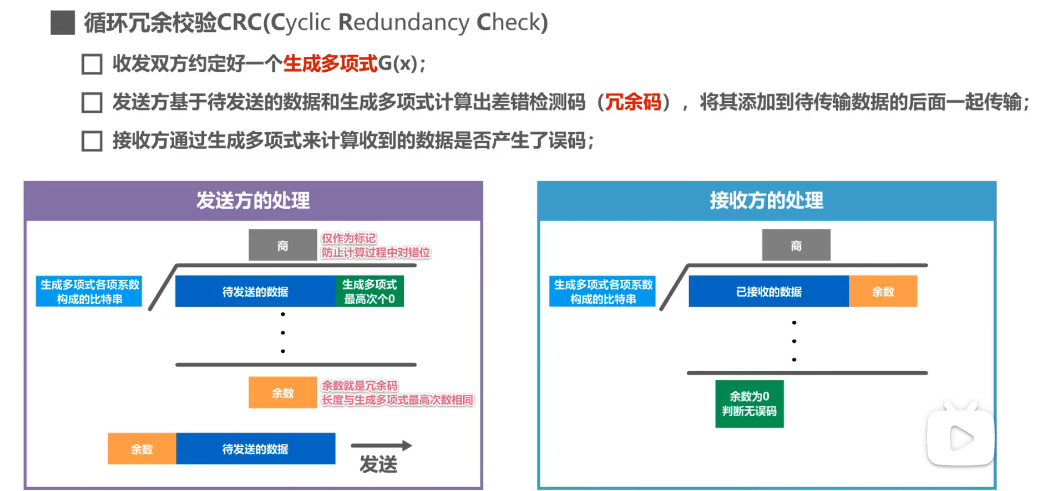 循环冗余校验CRC(Cyclic Redundancy Check)
收发双方约定好一个生成多项式G(x)；
发送方基于待发送的数据和生成多项式计算出差错检测码（冗余码），将其添加到待传输数据的后面一起传输；
接收方通过生成多项式来计算收到的数据是否产生了误码；
发送方的处理
商
仅作为标记
防止计算过程中对错位
生成多项式各项系数
构成的比特串
待发送的数据
生成多项式
最高次个0
余数
余数就是冗余码
长度与生成多项式最高次数相同
余数
待发送的数据
发送
接收方的处理
商
生成多项式各项系数
构成的比特串
已接收的数据
余数
余数为0
判断无误码